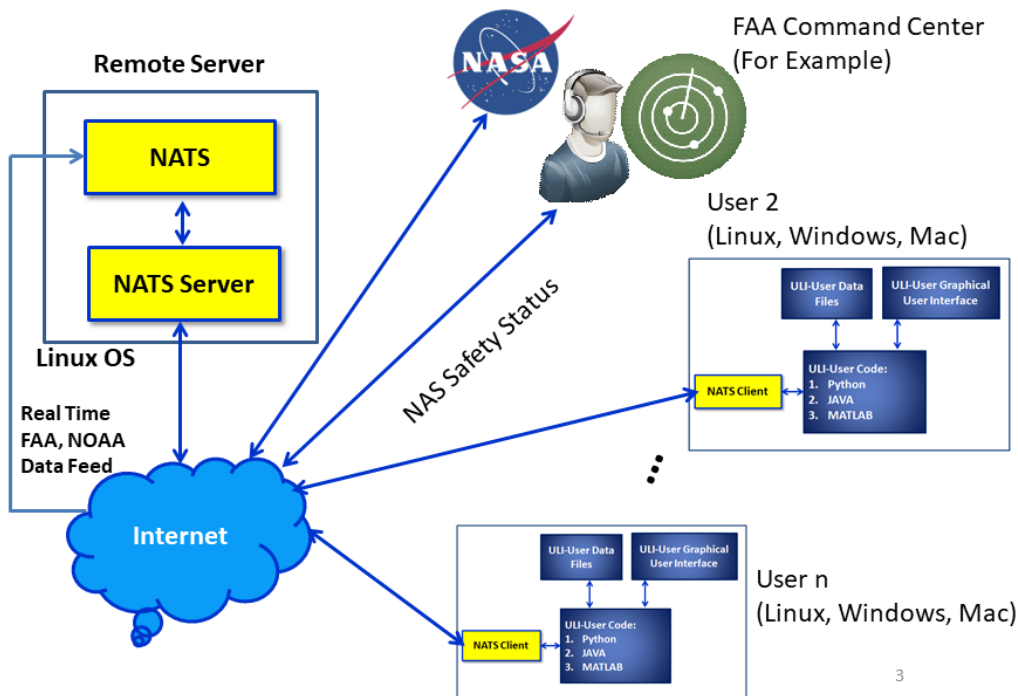 Remote Server
NATS
NATS Server
Linux OS
Real Time
FAA, NOAA
Data Feed
Internet
NASA
FAA Command Center
(For Example)
NAS Safety Status
User 2
(Linux, Windows, Mac)
ULI-User Data
Files
ULI-User Graphical
User Interface
NATS Client
ULI-User Code:
1. Python
2. JAVA
3. MATLAB
User n
(Linux, Windows, Mac)
ULI-User Data
Files
ULI-User Graphical
User Interface
NATS Client
ULI-User Code:
1. Python
2. JAVA
3. MATLAB
3